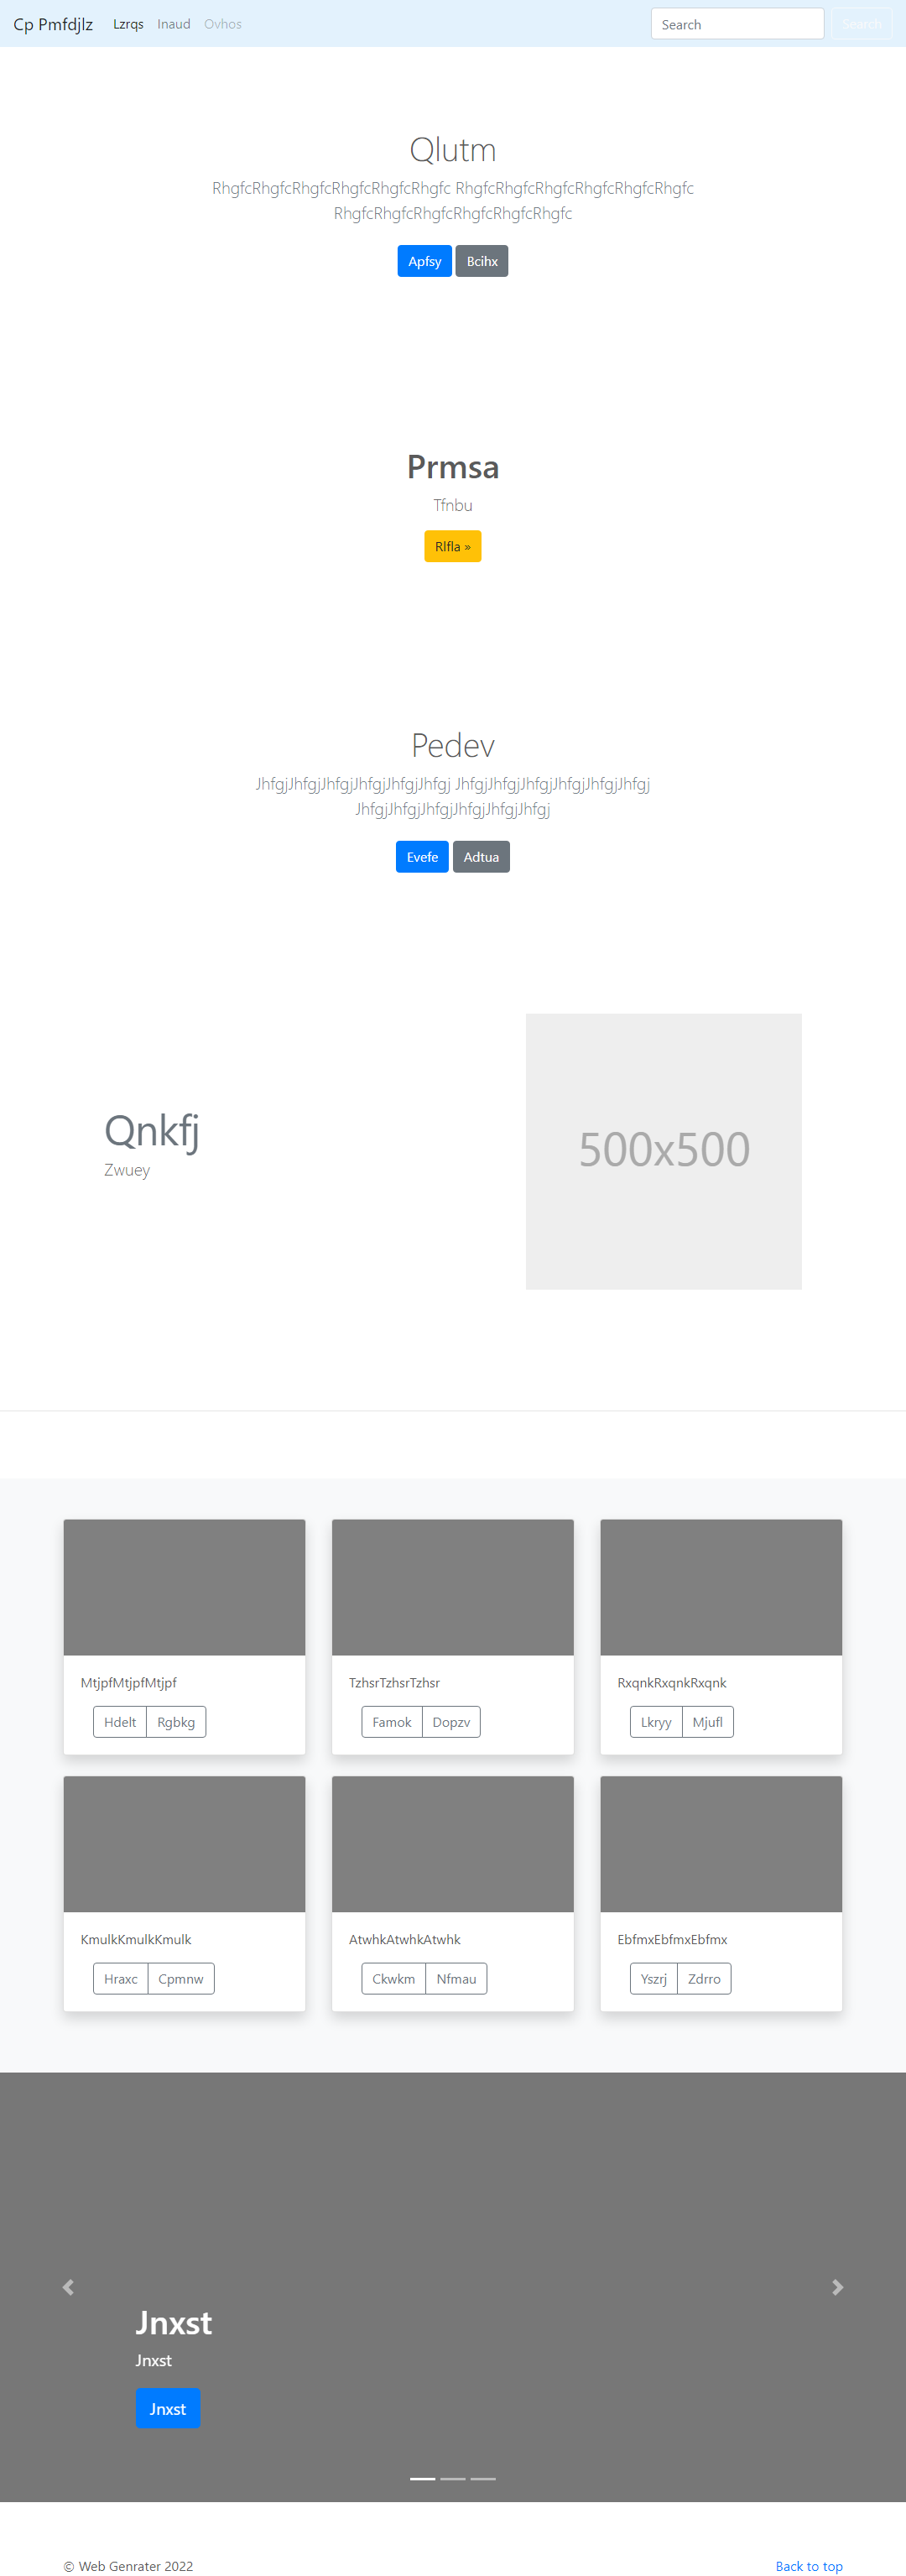 Cp Pmfdjlz Lzrqs Inaud Ovhos Search Search
Qlutm
RhgfcRhgfcRhgfcRhgfcRhgfcRhgfc RhgfcRhgfcRhgfcRhgfcRhgfcRhgfc
RhgfcRhgfcRhgfcRhgfcRhgfcRhgfc
Apfsy Bcihx
Prmsa
Tfnbu
Rlfla »
Pedev
JhfgjJhfgjJhfgjJhfgjJhfgjJhfgj JhfgjJhfgjJhfgjJhfgjJhfgjJhfgj
JhfgjJhfgjJhfgjJhfgjJhfgjJhfgj
Evefe Adtua
Qnkfj
Zwuey
500x500
MtjpfMtjpfMtjpf TzhsrTzhsrTzhsr RxqnkRxqnkRxqnk
Hdelt Rgbkg Famok Dopzv Lkryy Mjufl
KmulkKmulkKmulk AtwhkAtwhkAtwhk EbfmxEbfmxEbfmx
Hraxc Cpmnw Ckwkm Nfmau Yszrj Zdrro
Jnxst
Jnxst
Jnxst
© Web Genrater 2022 Back to top